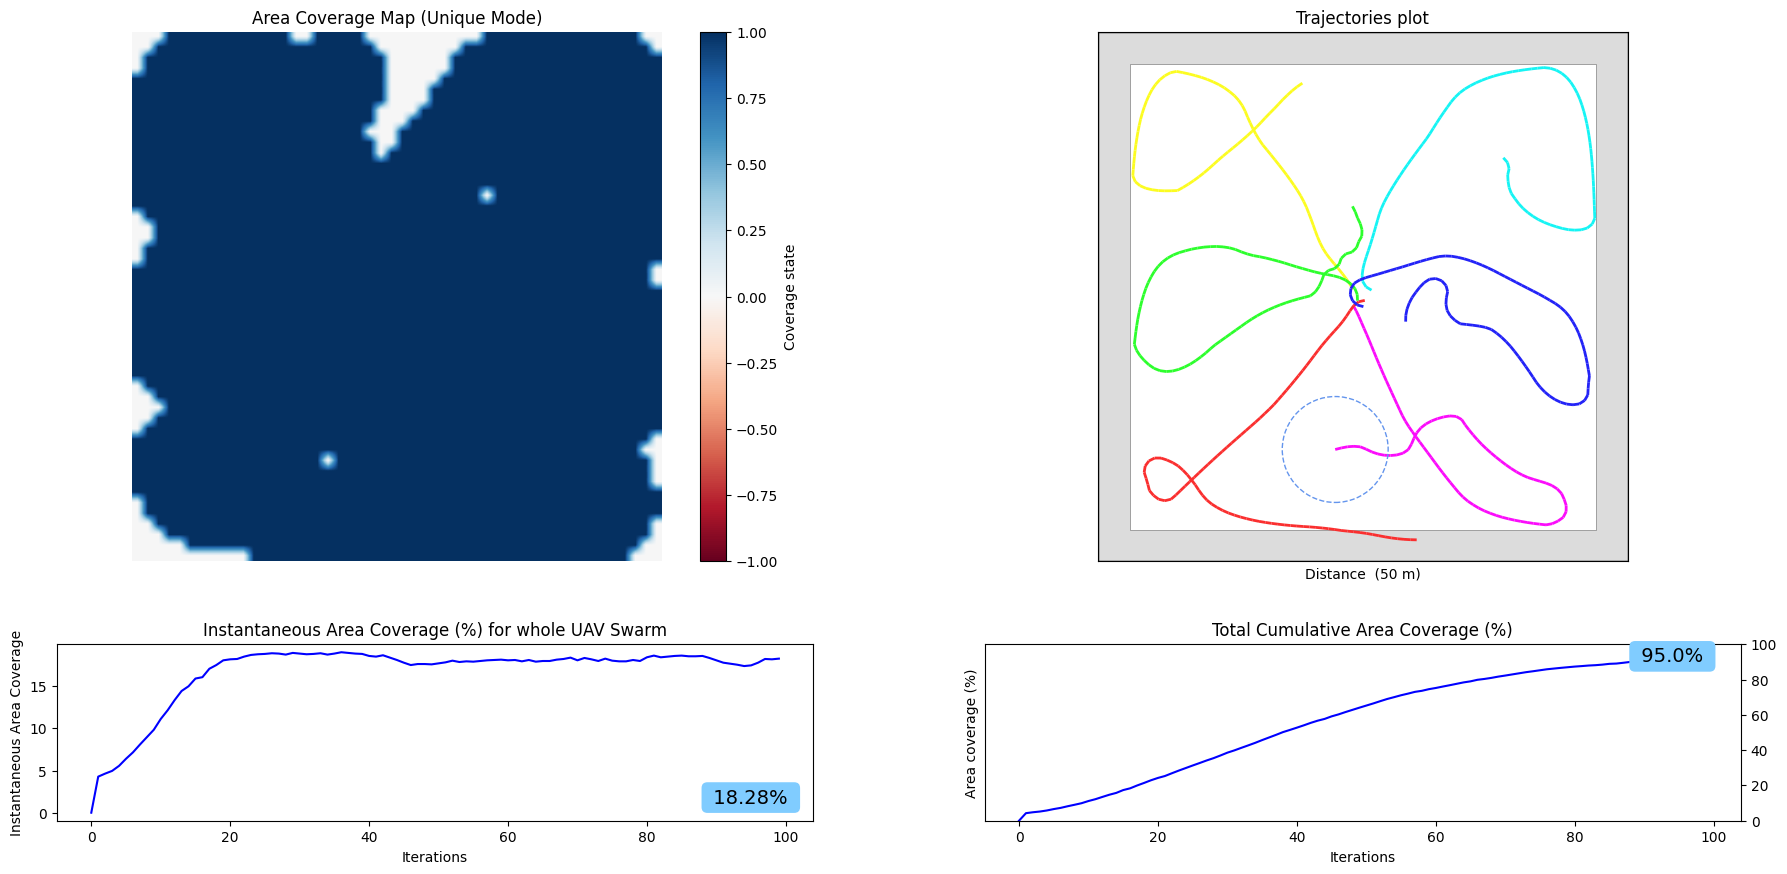 Area Coverage Map (Unique Mode)
1.00
0.75
0.50
0.25
0.00
−0.25
−0.50
−0.75
−1.00
Coverage state
Trajectories plot
Distance  (50 m)
Instantaneous Area Coverage (%) for whole UAV Swarm
Instantaneous Area Coverage
15
10
5
0
18.28%
0 20 40 60 80 100
Iterations
Total Cumulative Area Coverage (%)
Area coverage (%)
95.0%
100
80
60
40
20
0
0 20 40 60 80 100
Iterations